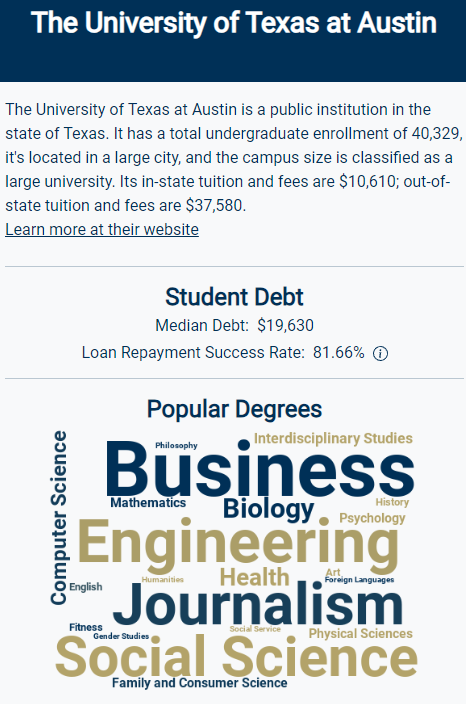 The University of Texas at Austin
The University of Texas at Austin is a public institution in the
state of Texas. It has a total undergraduate enrollment of 40,329,
it's located in a large city, and the campus size is classified as a
large university. Its in-state tuition and fees are $10,610; out-of-
state tuition and fees are $37,580.
Learn more at their website
Student Debt
Median Debt: $19,630
Loan Repayment Success Rate: 81.66% ⓘ
Popular Degrees
Computer Science
Interdisciplinary Studies
Philosophy
Business
Mathematics
Biology
History
Psychology
Engineering
Health
Art
Humanities
Foreign Languages
English
Journalism
Fitness
Gender Studies
Social Service
Physical Sciences
Social Science
Family and Consumer Science